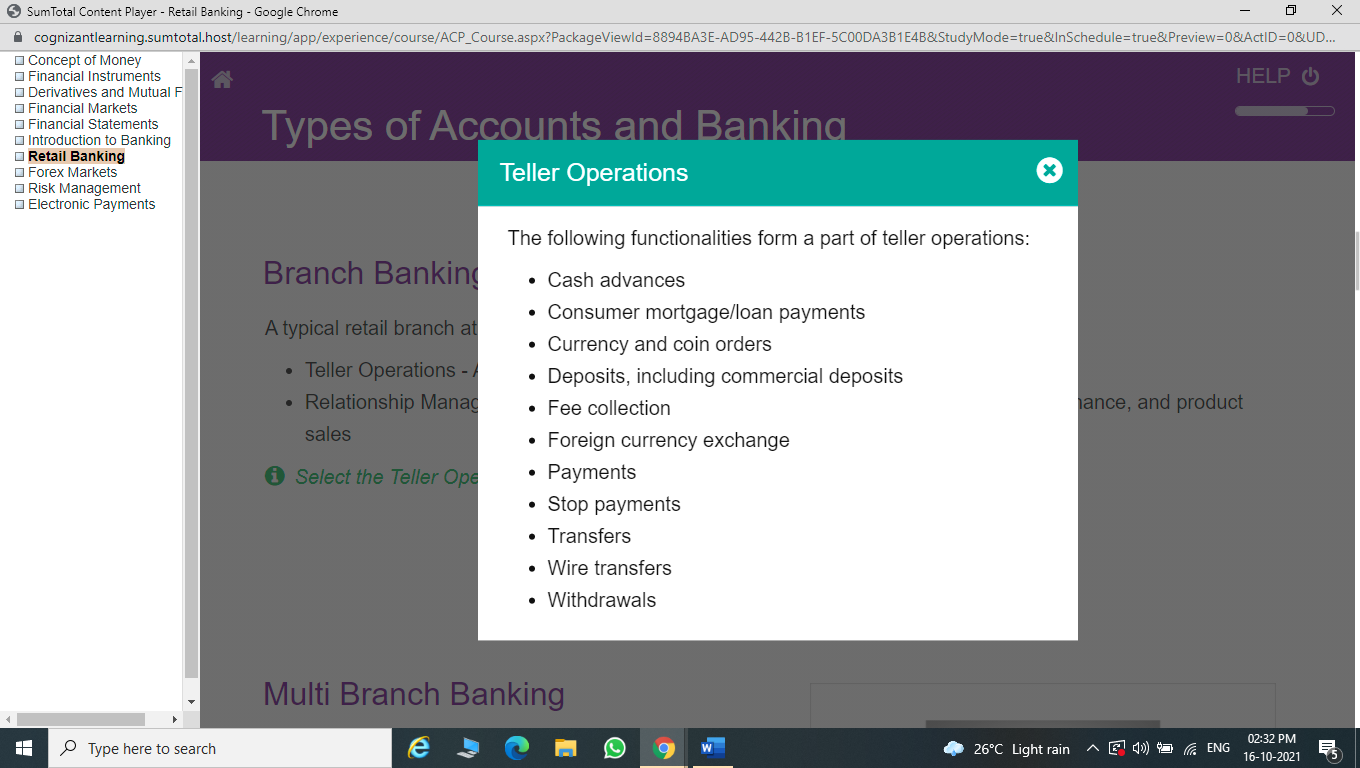 SumTotal Content Player - Retail Banking - Google Chrome
cognizantlearning.sumtotal.host/learning/app/experience/course/ACP_Course.aspx?PackageViewId=8894BA3E-AD95-442B-B1EF-5C00DA3B1E4B&StudyMode=true&InSchedule=true&Preview=0&ActID=0&UD...
Concept of Money
Financial Instruments
Derivatives and Mutual F
Financial Markets
Financial Statements
Introduction to Banking
Retail Banking
Forex Markets
Risk Management
Electronic Payments
HELP
Types of Accounts and Banking
Teller Operations
The following functionalities form a part of teller operations:
• Cash advances
• Consumer mortgage/loan payments
• Currency and coin orders
• Deposits, including commercial deposits
• Fee collection
• Foreign currency exchange
• Payments
• Stop payments
• Transfers
• Wire transfers
• Withdrawals
Branch Banking
A typical retail branch at
• Teller Operations -
• Relationship Manag
ance, and product
sales
Select the Teller Ope
Multi Branch Banking
Type here to search
26°C Light rain
ENG
02:32 PM
16-10-2021
5